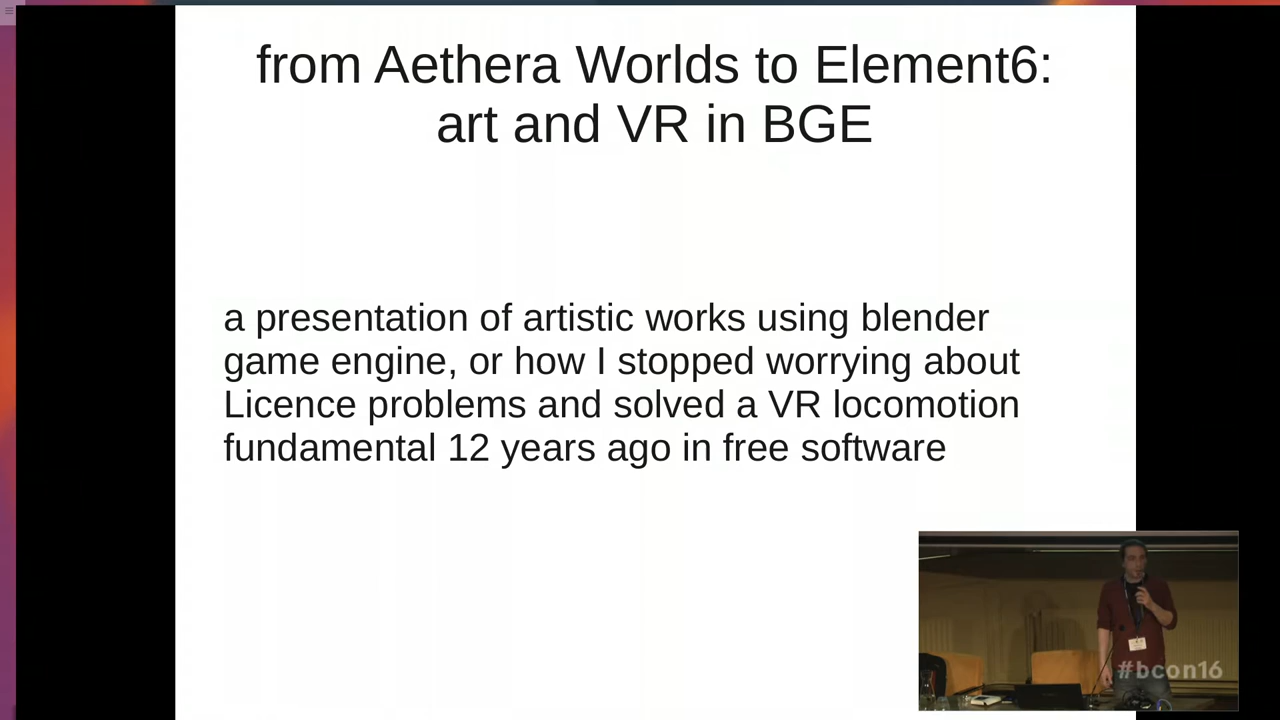 from Aethera Worlds to Element6:
art and VR in BGE
a presentation of artistic works using blender
game engine, or how I stopped worrying about
Licence problems and solved a VR locomotion
fundamental 12 years ago in free software
#bcon16